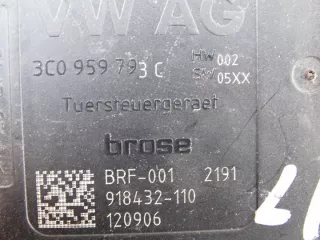 VW AG
3C0 959 793 C HW 002
SW 05XX
Tuersteuergeraet
brose
BRF-001 2191
918432-110
120906